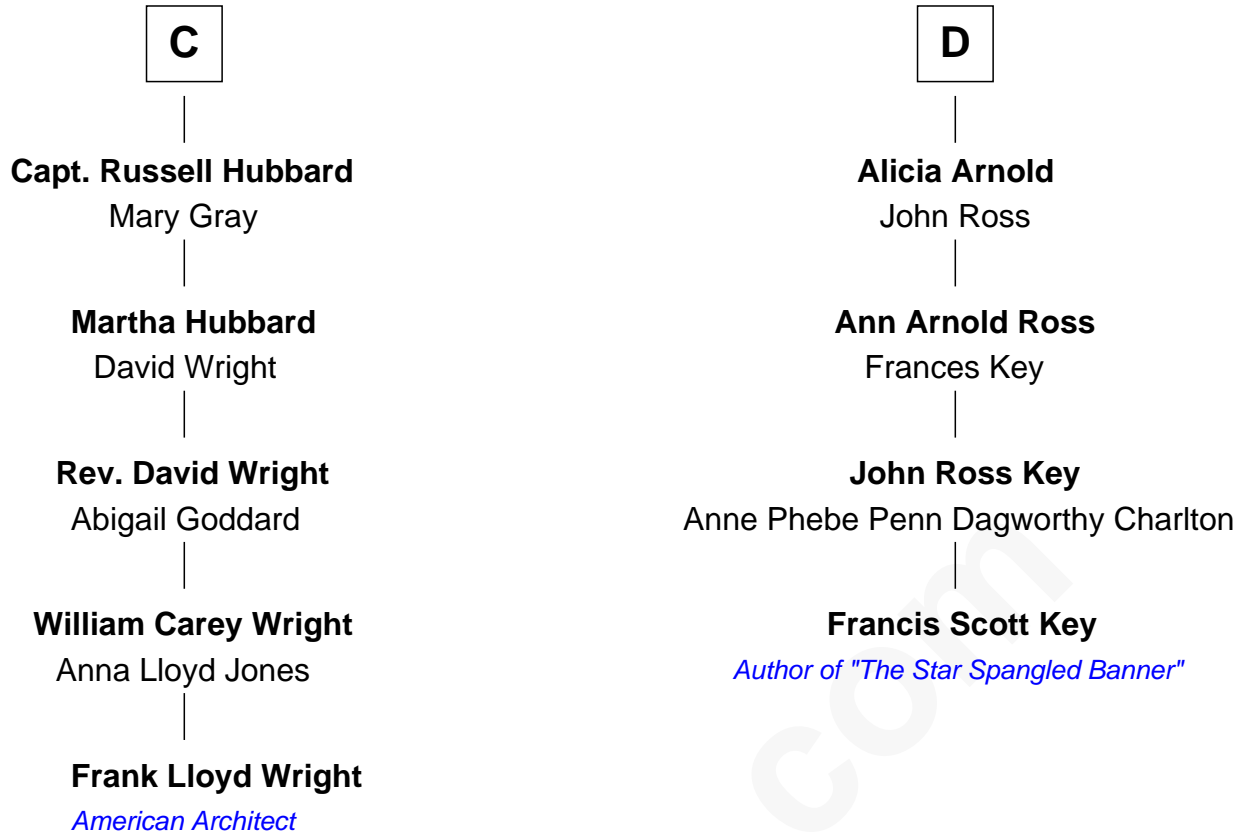 C
Capt. Russell Hubbard
Mary Gray
Martha Hubbard
David Wright
Rev. David Wright
Abigail Goddard
William Carey Wright
Anna Lloyd Jones
Frank Lloyd Wright
American Architect
D
Alicia Arnold
John Ross
Ann Arnold Ross
Frances Key
John Ross Key
Anne Phebe Penn Dagworthy Charlton
Francis Scott Key
Author of "The Star Spangled Banner"
com